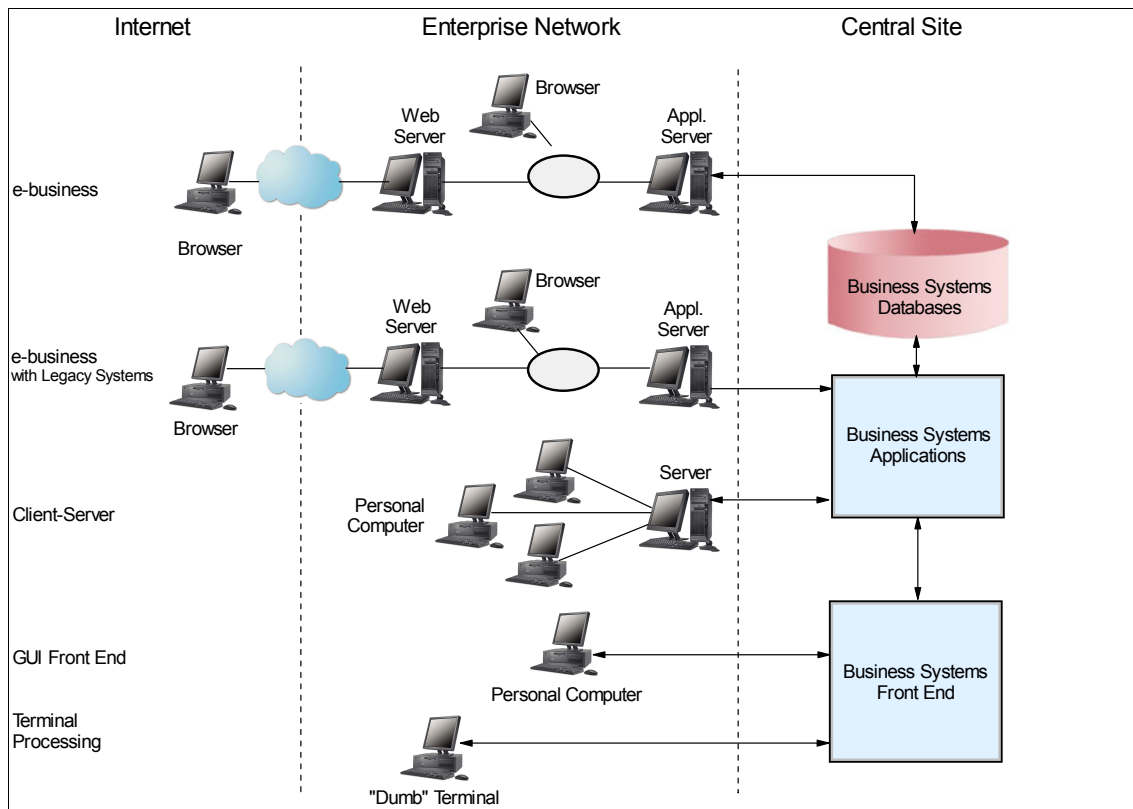 Internet
Enterprise Network
Central Site
Browser
Web
Server
Appl.
Server
e-business
Browser
Browser
Business Systems
Databases
Web
Server
Appl.
Server
e-business
with Legacy Systems
Browser
Business Systems
Applications
Server
Personal
Computer
Client-Server
GUI Front End
Personal Computer
Business Systems
Front End
Terminal
Processing
"Dumb" Terminal